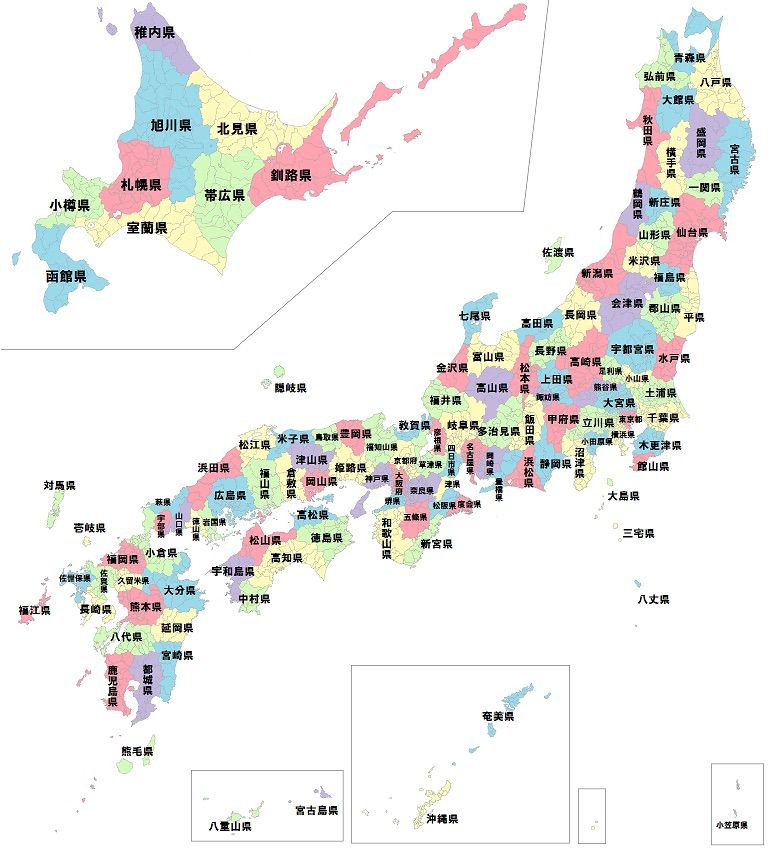 稚内県
旭川県
北見県
札幌県
帯広県
釧路県
小樽県
室蘭県
函館県
青森県
弘前県
八戸県
大館県
秋田県
盛岡県
宮古県
横手県
一関県
鶴岡県
新庄県
山形県
仙台県
佐渡県
米沢県
新潟県
福島県
会津県
郡山県
平県
七尾県
高田県
長岡県
宇都宮県
水戸県
富山県
長野県
高崎県
金沢県
松本県
上田県
足利県
小山県
高山県
熊谷県
土浦県
諏訪県
大宮県
福井県
隠岐県
敦賀県
岐阜県
多治見県
飯田県
甲府県
立川県
東京都
千葉県
小田原県
横浜県
木更津県
館山県
彦根県
四日市県
名古屋県
岡崎県
豊橋県
浜松県
静岡県
沼津県
松江県
米子県
鳥取県
豊岡県
福知山県
京都府
草津県
津県
浜田県
津山県
姫路県
福山県
倉敷県
岡山県
神戸県
大阪府
奈良県
堺県
松阪県
度会県
広島県
対馬県
萩県
宇部県
山口県
徳山県
岩国県
高松県
五條県
和歌山県
新宮県
大島県
三宅県
八丈県
壱岐県
小倉県
松山県
徳島県
高知県
福岡県
宇和島県
中村県
佐世保県
佐賀県
久留米県
大分県
福江県
長崎県
熊本県
延岡県
八代県
宮崎県
鹿児島県
都城県
熊毛県
奄美県
沖縄県
宮古島県
八重山県
小笠原県